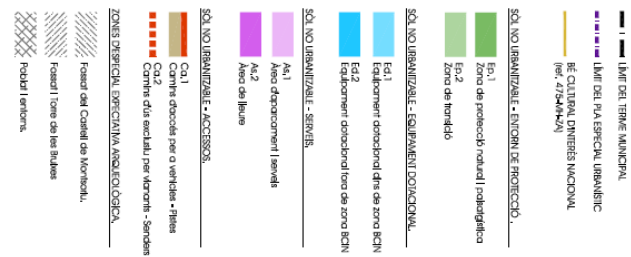 LÍMIT DEL TERME MUNICIPAL
LÍMIT DEL PLA ESPECIAL URBANÍSTIC
BÉ CULTURAL D'INTERÈS NACIONAL
(ref. 475-MH-ZA)
SÒL NO URBANITZABLE - ENTORN DE PROTECCIÓ.
Ep.1
Zona de protecció natural i paisatgística
Ep.2
Zona de transició
SÒL NO URBANITZABLE - EQUIPAMENT DOTACIONAL.
Ed.1
Equipament dotacional dins de zona BCIN
Ed.2
Equipament dotacional fora de zona BCIN
SÒL NO URBANITZABLE - SERVEIS.
As.1
Àrea d'aparcament i serveis
As.2
Àrea de lleure
SÒL NO URBANITZABLE - ACCESSOS.
Ca.1
Camins d'accés per a vehicles - Pistes
Ca.2
Camins d'ús exclusiu per vianants - Senders
ZONES D'ESPECIAL EXPECTATIVA ARQUEOLÒGICA.
Fossat del Castell de Montsoriu.
Fossat i Torre de les Bruixes
Poblat i entorns.